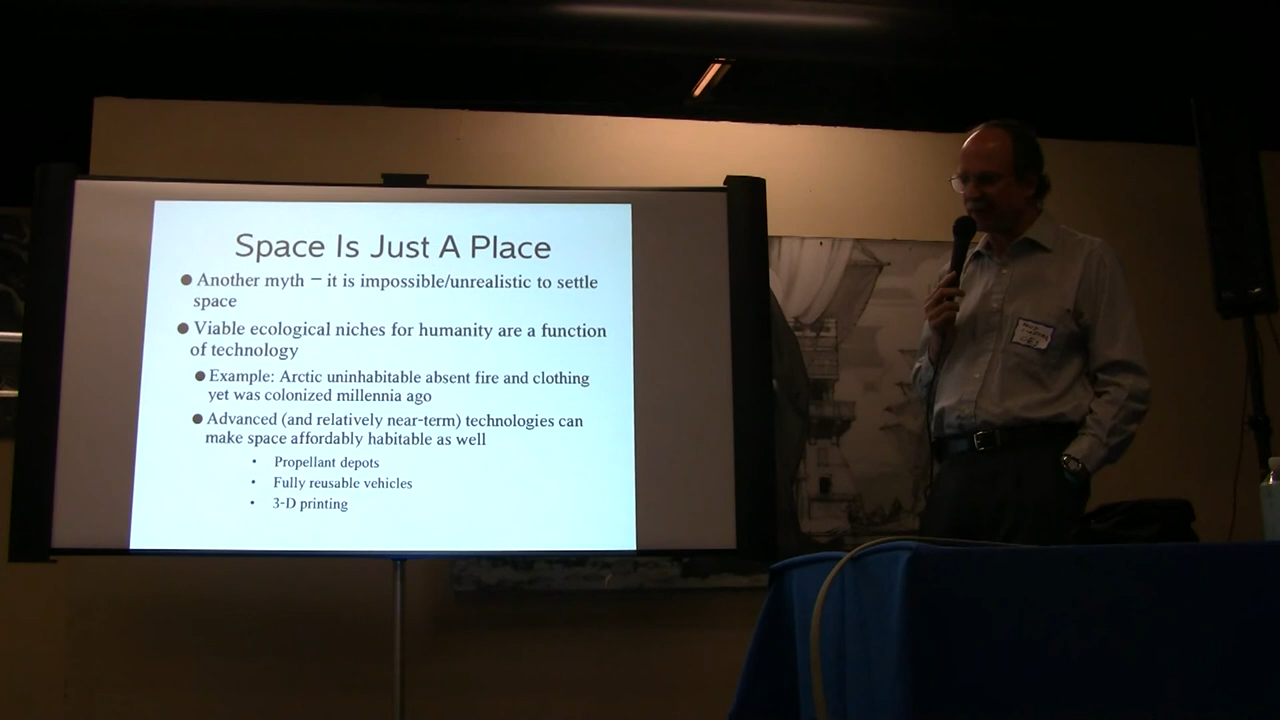 Space Is Just A Place
● Another myth – it is impossible/unrealistic to settle
space
● Viable ecological niches for humanity are a function
of technology
● Example: Arctic uninhabitable absent fire and clothing
yet was colonized millennia ago
● Advanced (and relatively near-term) technologies can
make space affordably habitable as well
• Propellant depots
• Fully reusable vehicles
• 3-D printing